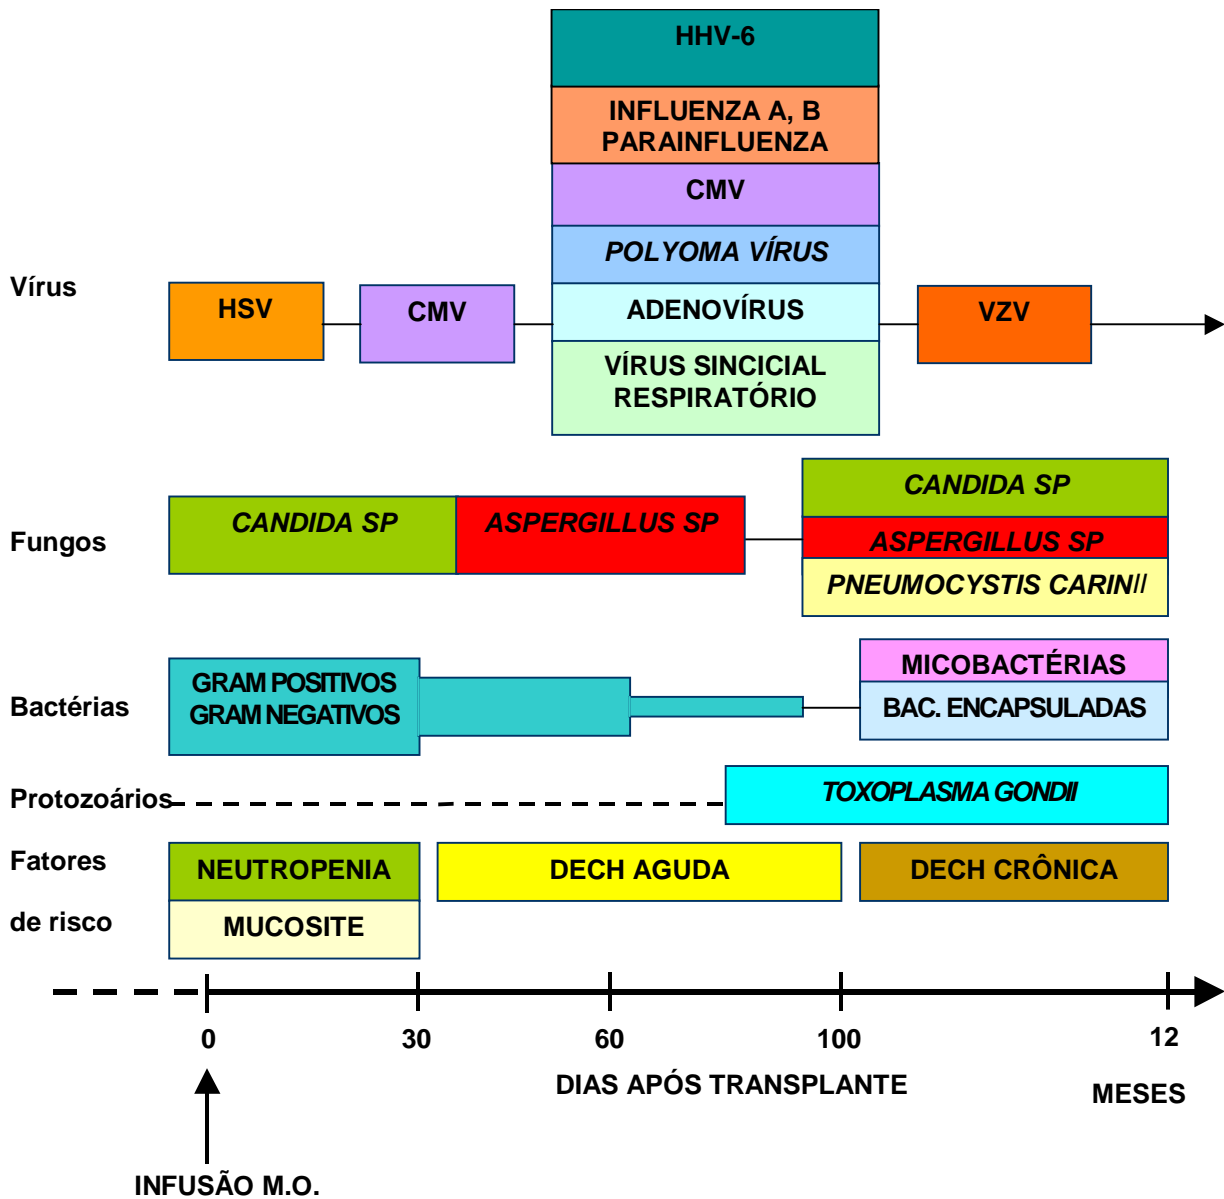 HHV-6
INFLUENZA A, B
PARAINFLUENZA
CMV
POLYOMA VÍRUS
Vírus
HSV
CMV
ADENOVÍRUS
VZV
VÍRUS SINCICIAL
RESPIRATÓRIO
Fungos
CANDIDA SP
ASPERGILLUS SP
CANDIDA SP
ASPERGILLUS SP
PNEUMOCYSTIS CARINII
Bactérias
GRAM POSITIVOS
GRAM NEGATIVOS
MICOBACTÉRIAS
BAC. ENCAPSULADAS
Protozoários
TOXOPLASMA GONDII
Fatores
de risco
NEUTROPENIA
MUCOSITE
DECH AGUDA
DECH CRÔNICA
0
30
60
100
12
DIAS APÓS TRANSPLANTE
MESES
INFUSÃO M.O.